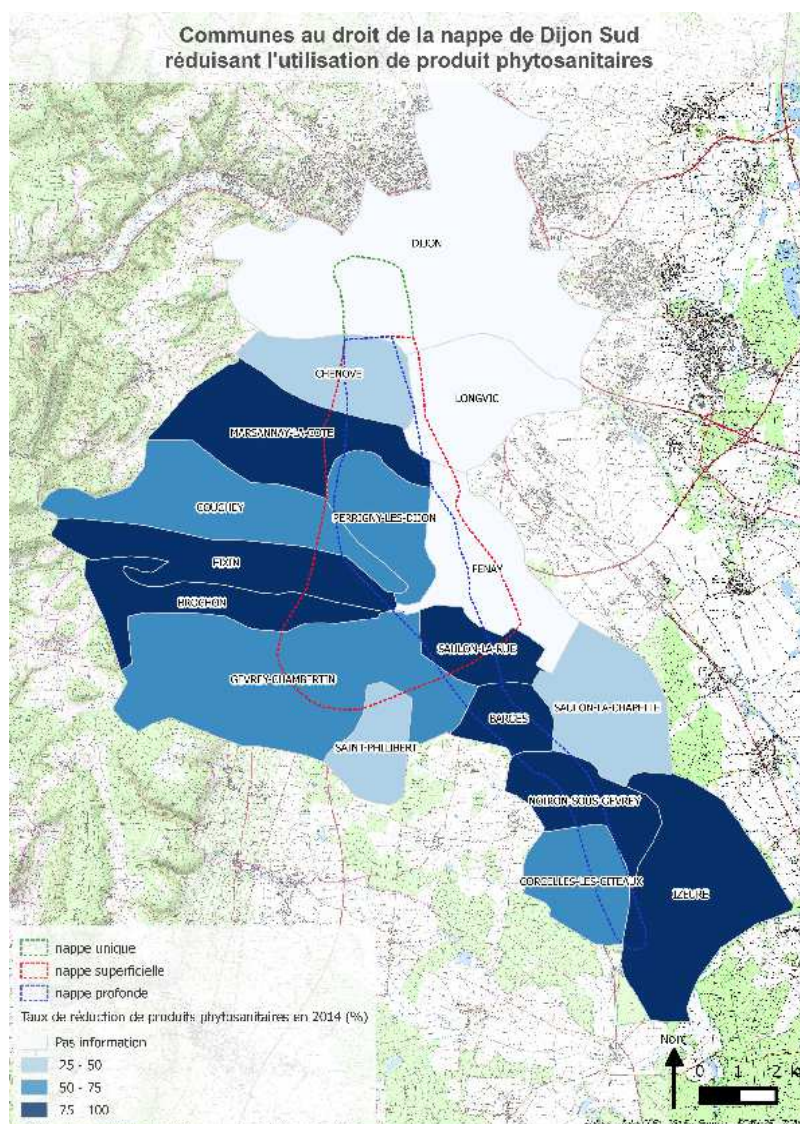 Communes au droit de la nappe de Dijon Sud
réduisant l'utilisation de produit phytosanitaires
DIJON
CHENOVE
LONGVIC
MARSANNAY-LA-COTE
COUCHEY
PERRIGNY-LES-DIJON
FIXIN
FENAY
BROCHON
SAULON-LA-RUE
GEVREY-CHAMBERTIN
BARGES
SAULON-LA-CHAPELLE
SAINT-PHILIBERT
NOIRON-SOUS-GEVREY
CORCELLES-LES-CITEAUX
IZEURE
nappe unique
nappe superficielle
nappe profonde
Taux de réduction de produits phytosanitaires en 2014 (%)
Pas information
25 - 50
50 - 75
75 - 100
Nord
0 1 2 k